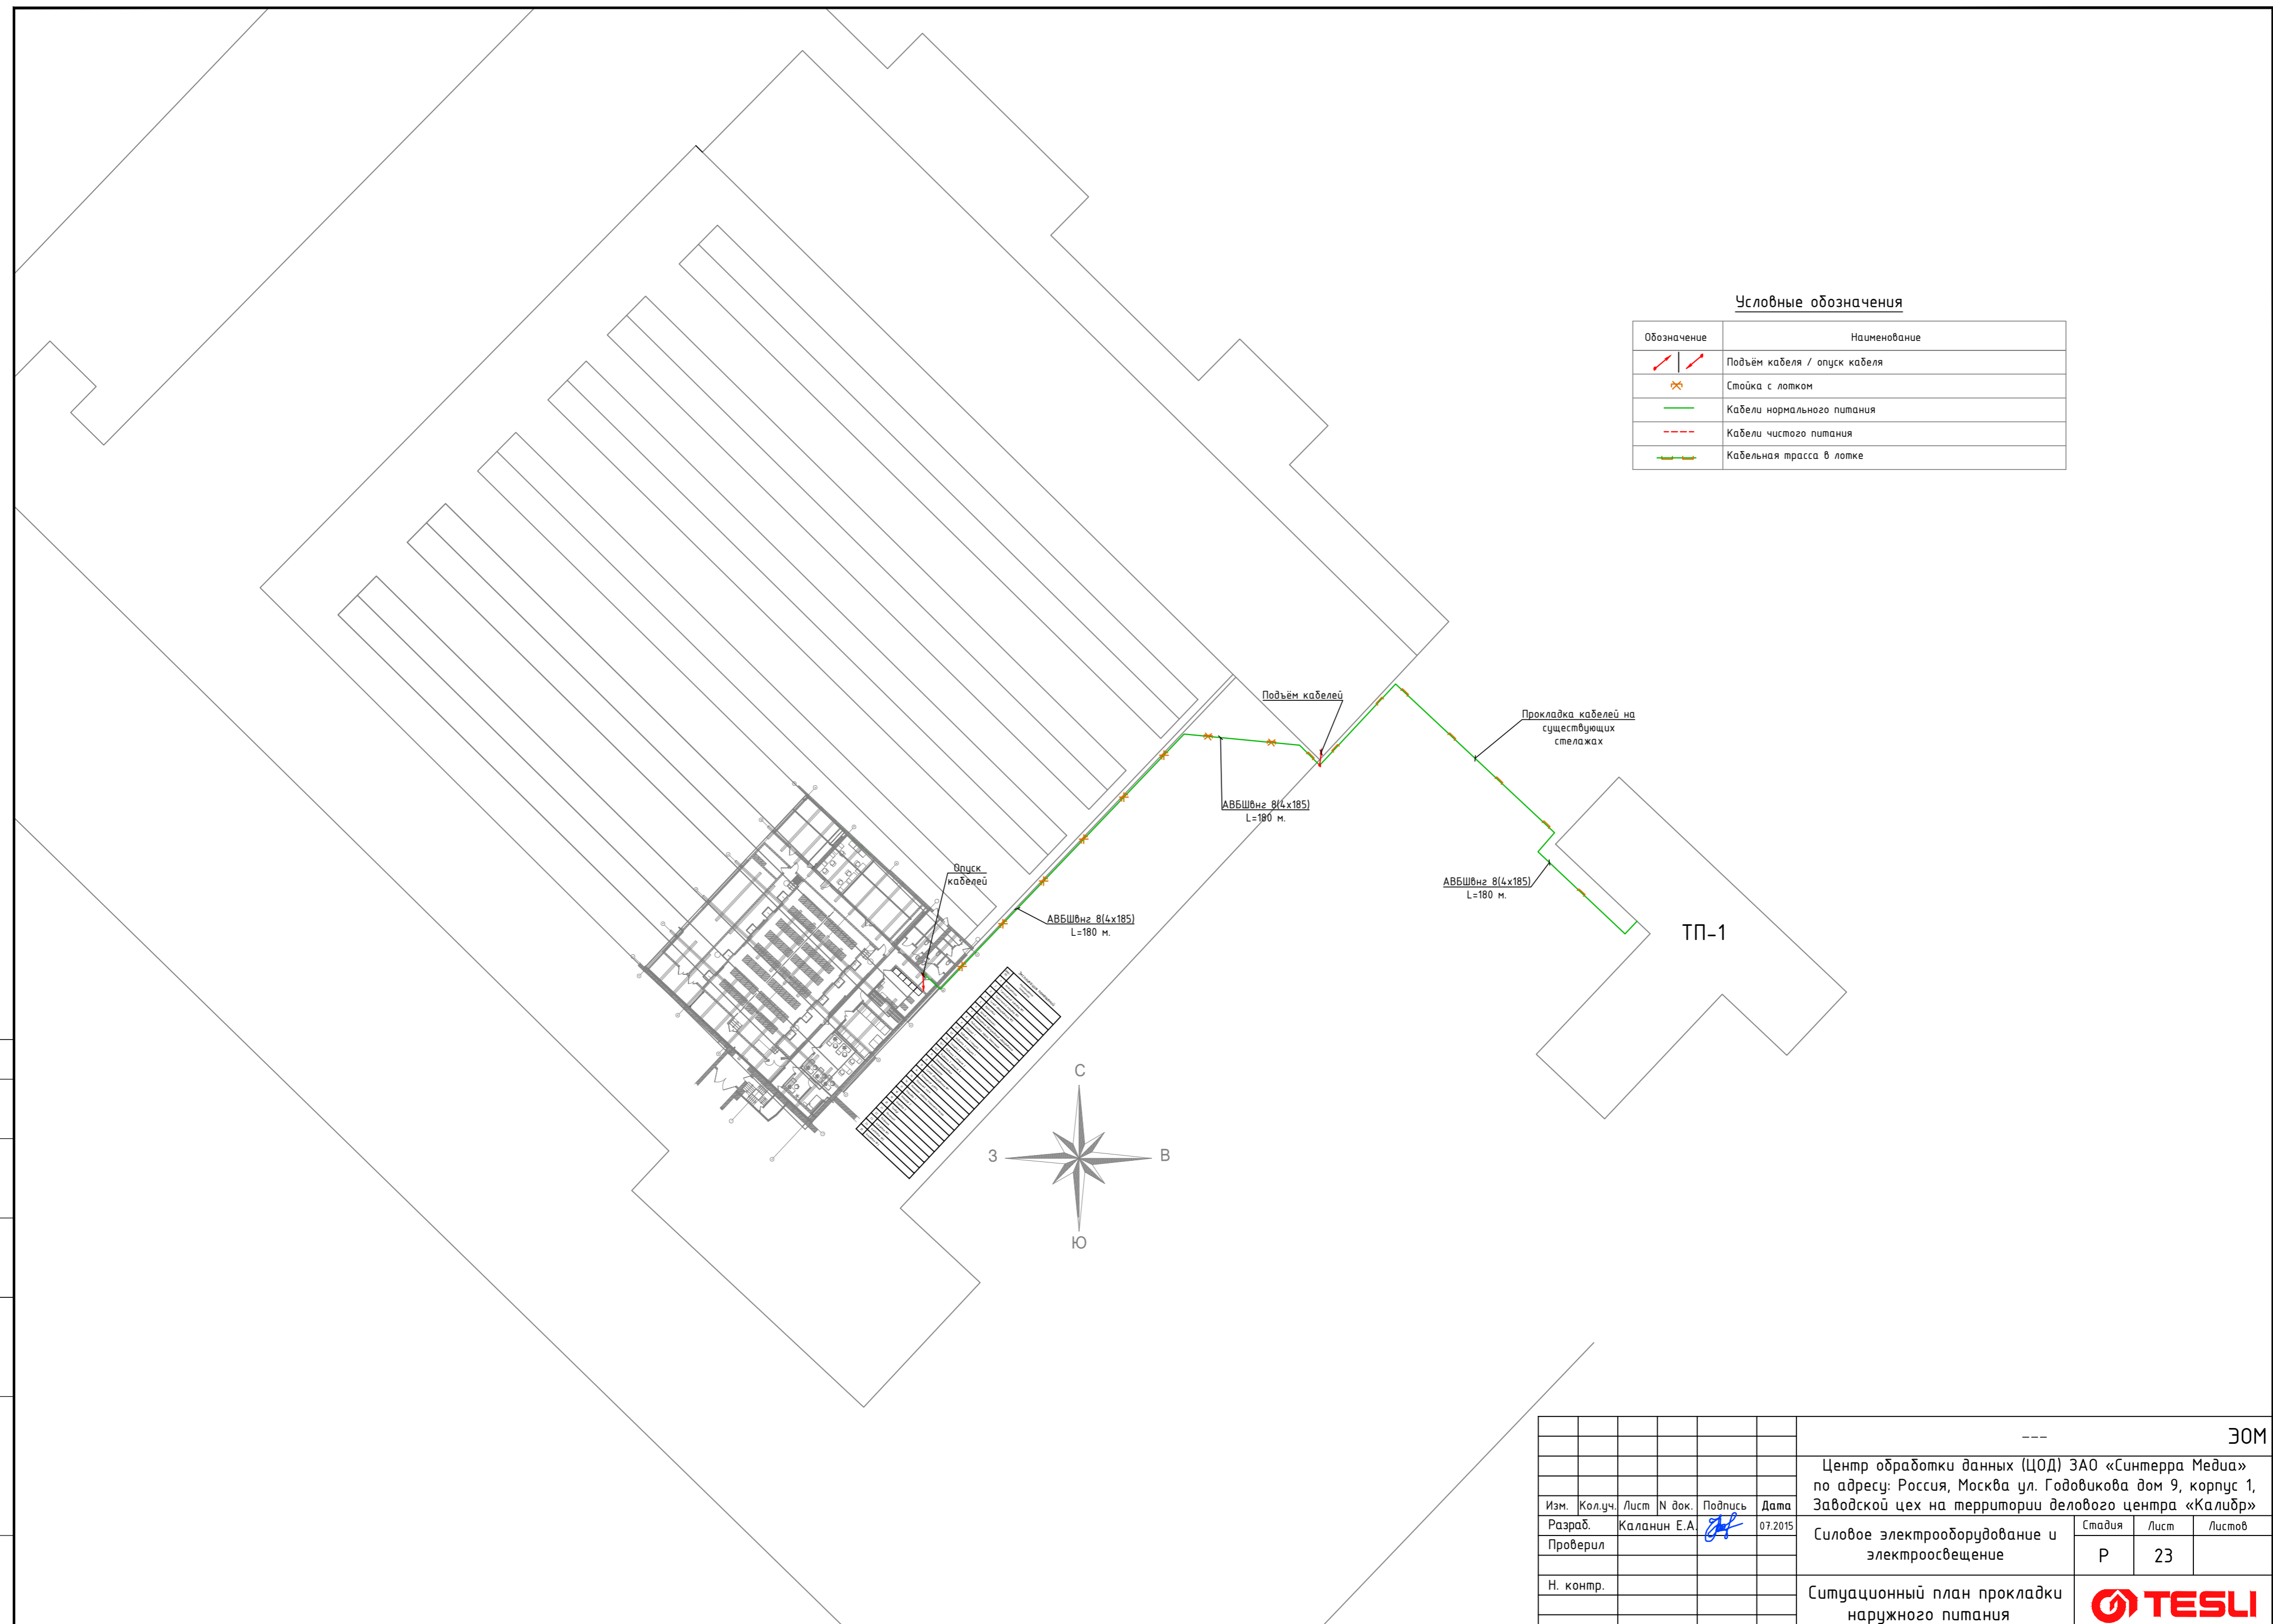 Условные обозначения
Обозначение Наименование
Подъём кабеля / опуск кабеля
Стойка с лотком
Кабели нормального питания
Кабели чистого питания
Кабельная трасса в лотке
Подъём кабелей
Прокладка кабелей на
существующих
стелажах
АВБШвнг 8(4х185)
L=180 м.
Опуск
кабелей
АВБШвнг 8(4х185)
L=180 м.
АВБШвнг 8(4х185)
L=180 м.
ТП-1
С
З
В
Ю
--- ЭОМ
Центр обработки данных (ЦОД) ЗАО «Синтерра Медиа»
по адресу: Россия, Москва ул. Годовикова дом 9, корпус 1,
Заводской цех на территории делового центра «Калибр»
Изм. Кол.уч. Лист N док. Подпись Дата
Разраб. Каланин Е.А. 07.2015
Проверил
Н. контр.
Силовое электрооборудование и
электроосвещение
Стадия Лист Листов
Р 23
Ситуационный план прокладки
наружного питания
TESLI